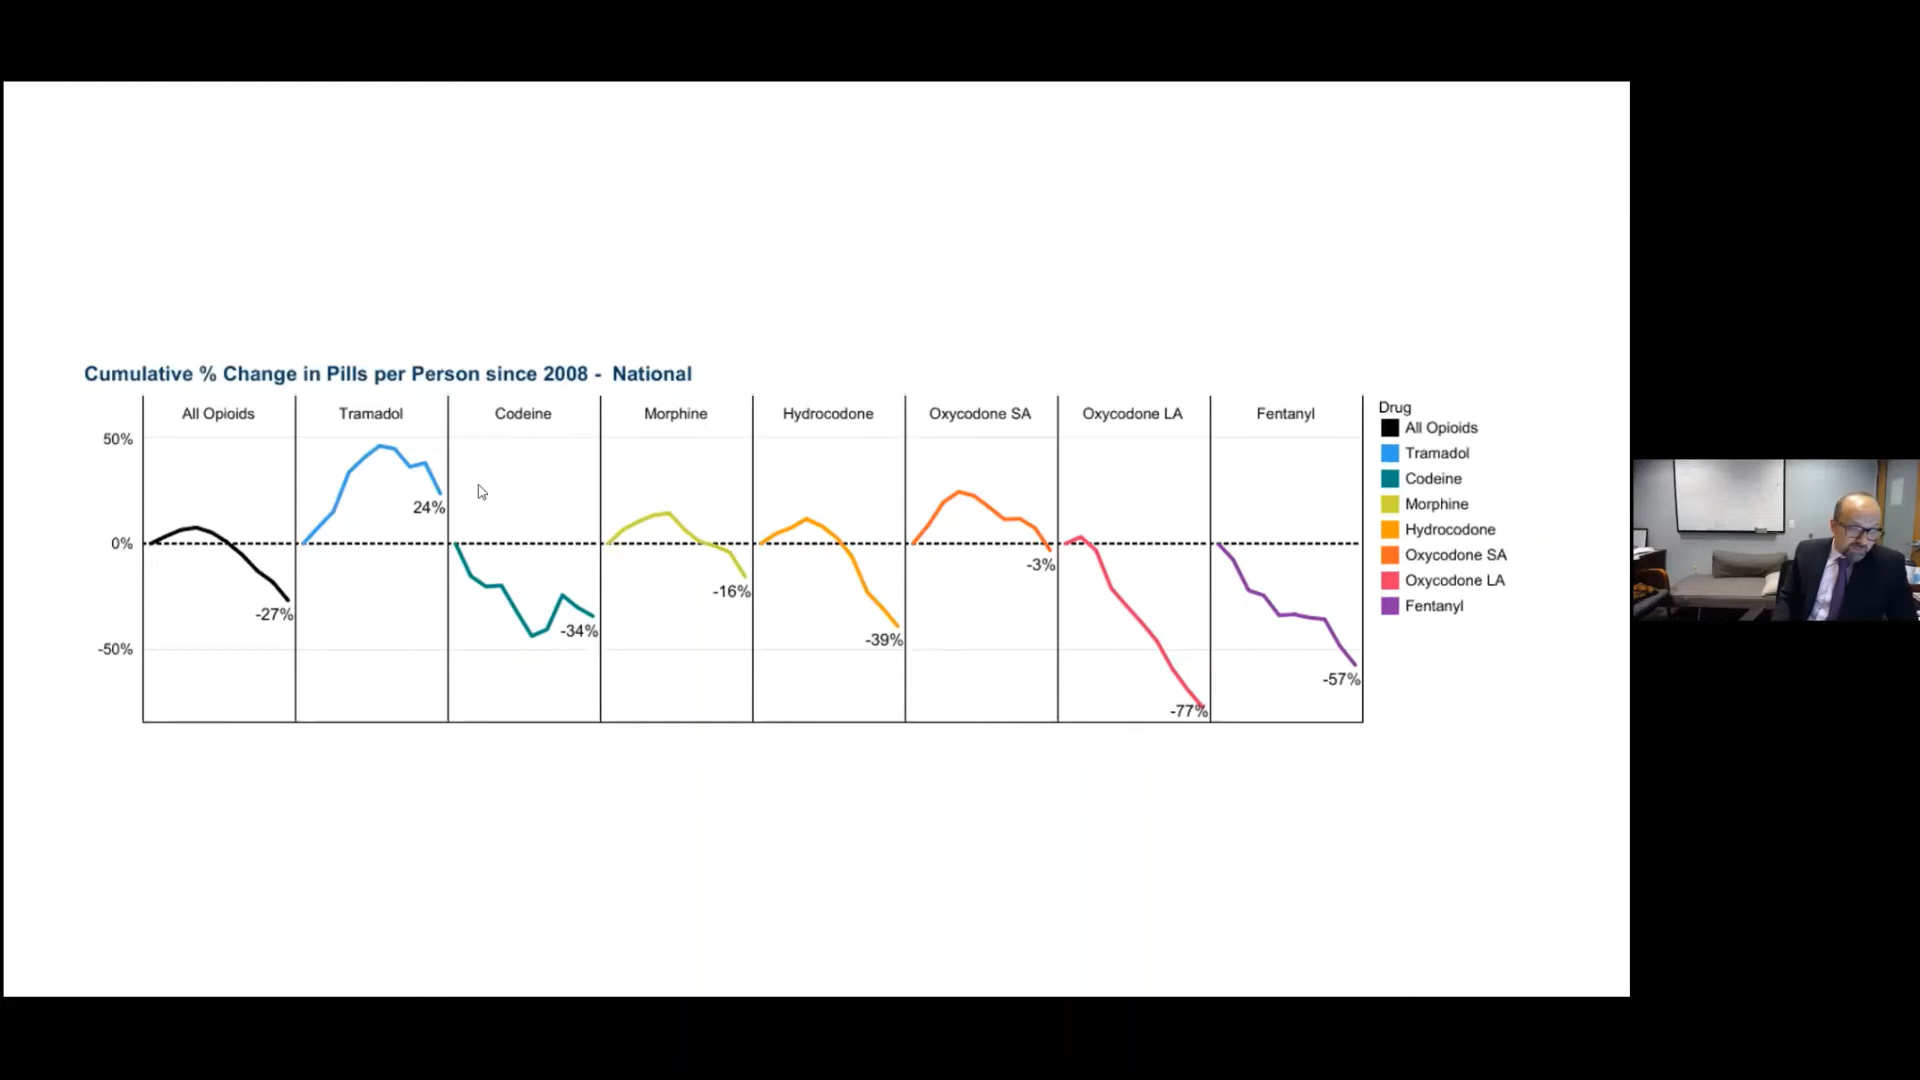 Cumulative % Change in Pills per Person since 2008 - National
All Opioids Tramadol Codeine Morphine Hydrocodone Oxycodone SA Oxycodone LA Fentanyl
50%
0%
-50%
-27%
24%
-34%
-16%
-39%
-3%
-77%
-57%
Drug
All Opioids
Tramadol
Codeine
Morphine
Hydrocodone
Oxycodone SA
Oxycodone LA
Fentanyl